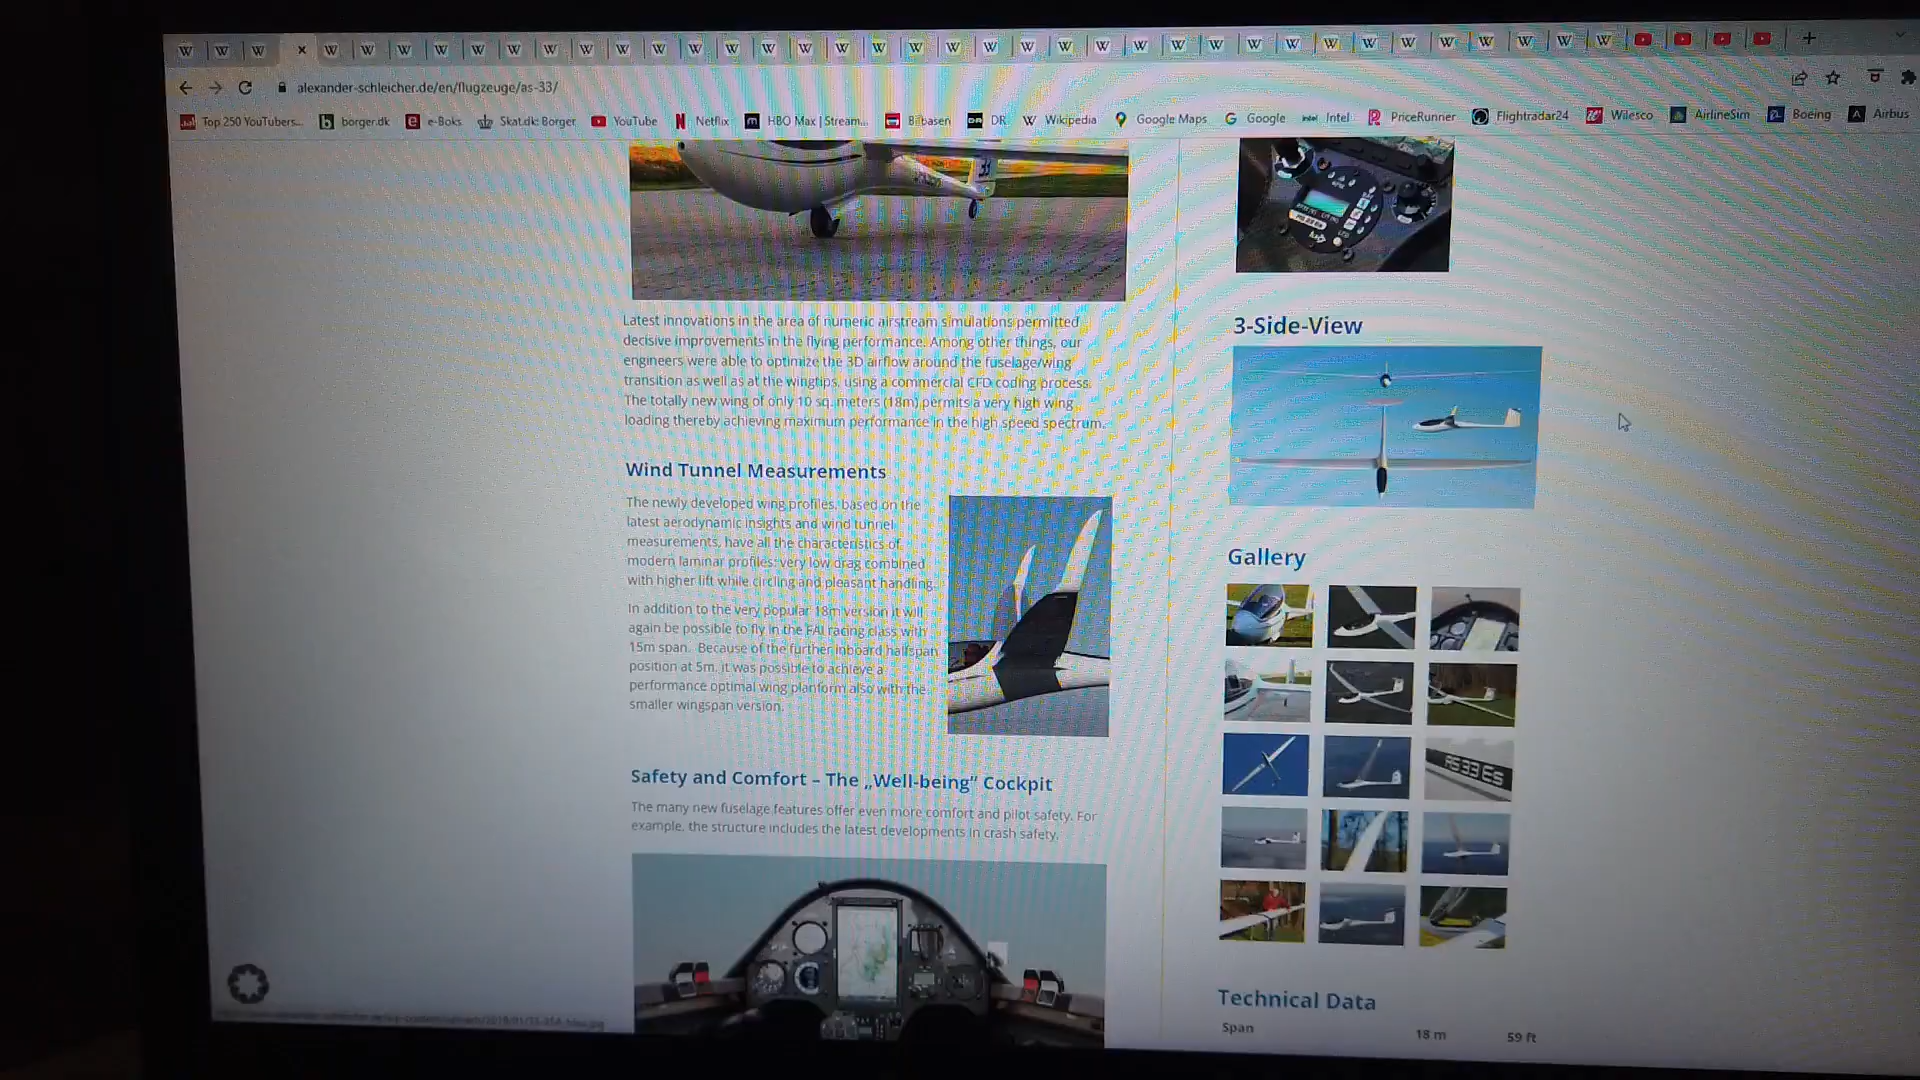 alexander-schleicher.de/en/flugzeuge/as-33/
Top 250 YouTubers...
borger.dk
e-Boks
Skat.dk: Borger
YouTube
Netflix
HBO Max | Stream...
Bilbasen
DR
Wikipedia
Google Maps
Google
Intel
PriceRunner
Flightradar24
Wilesco
AirlineSim
Boeing
Airbus
33
Latest innovations in the area of numeric airstream simulations permitted
decisive improvements in the flying performance. Among other things, our
engineers were able to optimize the 3D airflow around the fuselage/wing
transition as well as at the wingtips, using a commercial CFD coding process.
The totally new wing of only 10 sq. meters (18m) permits a very high wing
loading thereby achieving maximum performance in the high speed spectrum.
Wind Tunnel Measurements
The newly developed wing profiles, based on the
latest aerodynamic insights and wind tunnel
measurements, have all the characteristics of
modern laminar profiles: very low drag combined
with higher lift while circling and pleasant handling.
In addition to the very popular 18m version it will
again be possible to fly in the FAI racing class with
15m span. Because of the further inboard halfspan
position at 5m, it was possible to achieve a
performance optimal wing planform also with the
smaller wingspan version.
Safety and Comfort – The „Well-being" Cockpit
The many new fuselage features offer even more comfort and pilot safety. For
example, the structure includes the latest developments in crash safety.
3-Side-View
Gallery
AS 33 Es
Technical Data
Span 18 m 59 ft